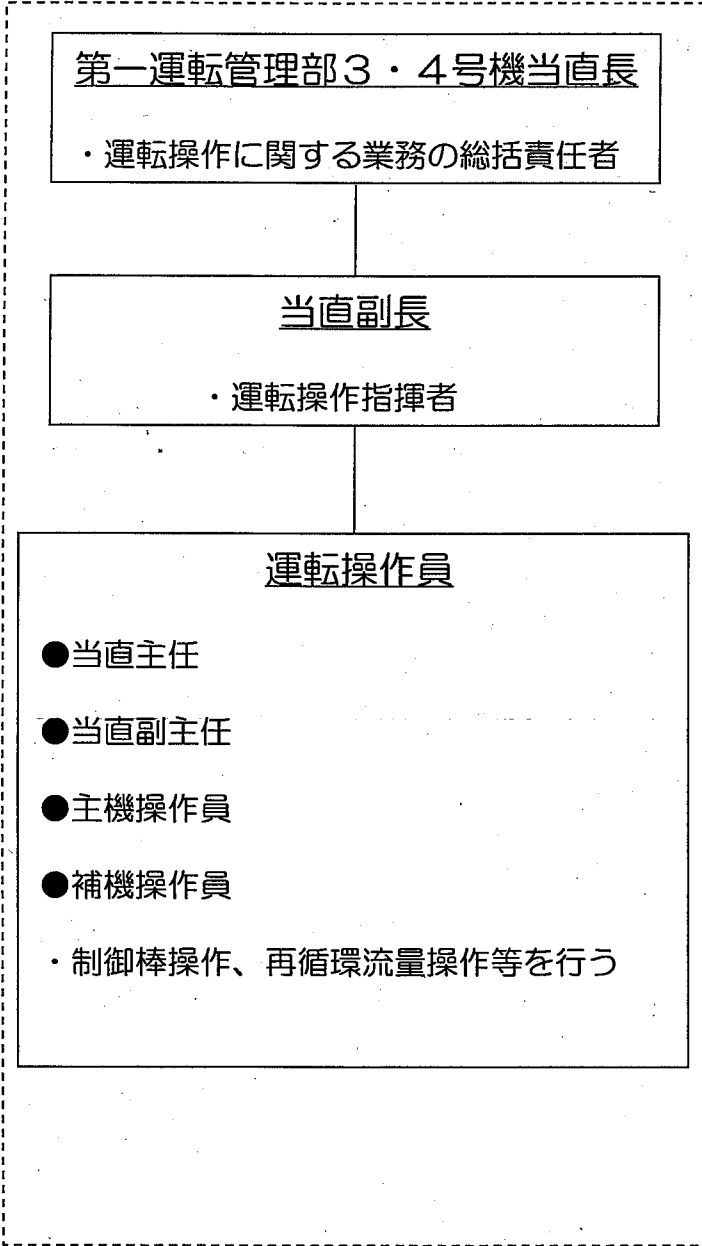 第一運転管理部３・４号機当直長
・運転操作に関する業務の総括責任者
当直副長
・運転操作指揮者
運転操作員
●当直主任
●当直副主任
●主機操作員
●補機操作員
・制御棒操作、再循環流量操作等を行う